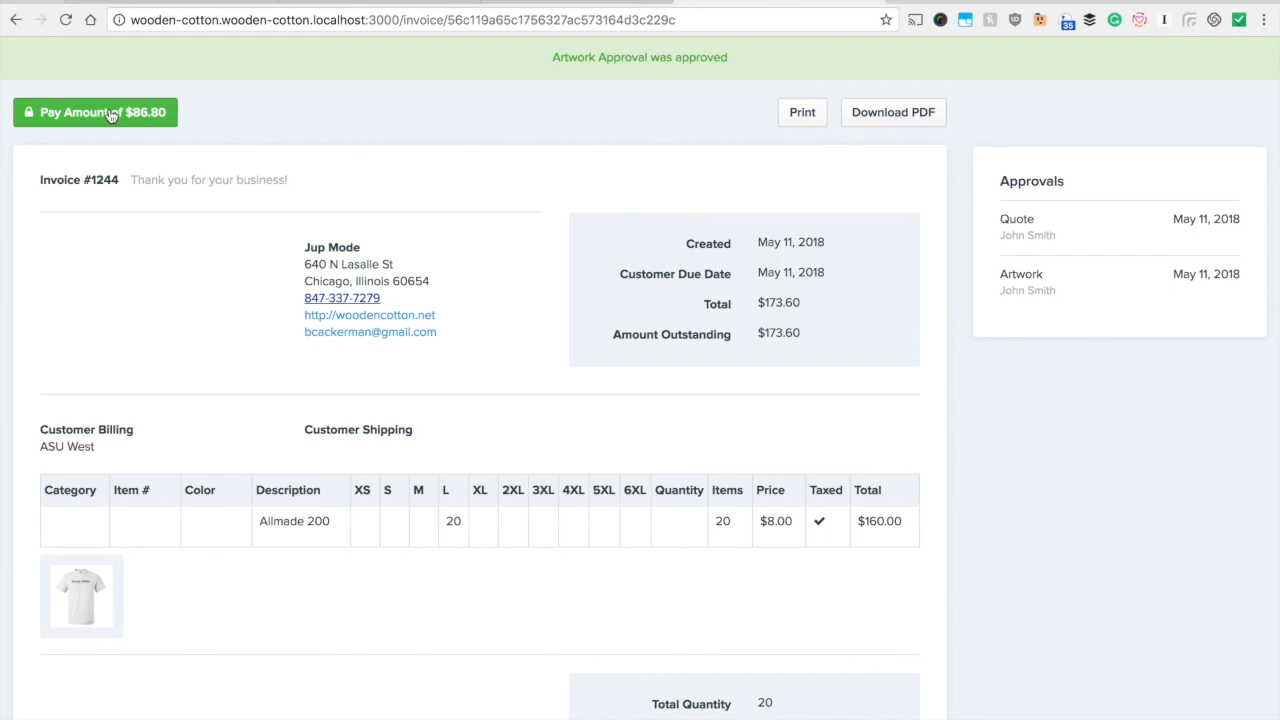 wooden-cotton.wooden-cotton.localhost:3000/invoice/56c119a65c1756327ac573164d3c229c
35
Artwork Approval was approved
Pay Amount of $86.80
Print
Download PDF
Invoice #1244 Thank you for your business!
Jup Mode
640 N Lasalle St
Chicago, Illinois 60654
847-337-7279
http://woodencotton.net
bcackerman@gmail.com
Created May 11, 2018
Customer Due Date May 11, 2018
Total $173.60
Amount Outstanding $173.60
Approvals
Quote May 11, 2018
John Smith
Artwork May 11, 2018
John Smith
Customer Billing Customer Shipping
ASU West
Category Item # Color Description XS S M L XL 2XL 3XL 4XL 5XL 6XL Quantity Items Price Taxed Total
Allmade 200 20 20 $8.00 ✔ $160.00
Total Quantity 20